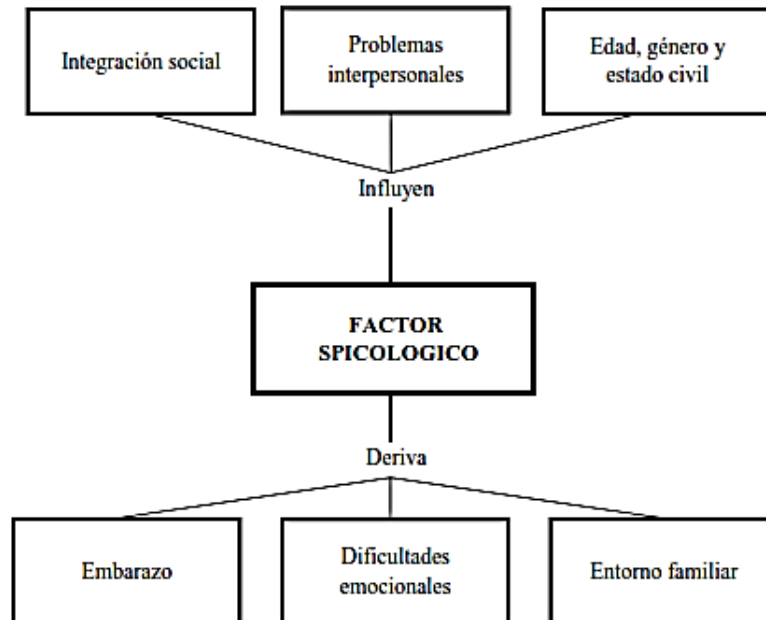 Integración social
Problemas
interpersonales
Edad, género y
estado civil
Influyen
FACTOR
SPICOLOGICO
Deriva
Embarazo
Dificultades
emocionales
Entorno familiar